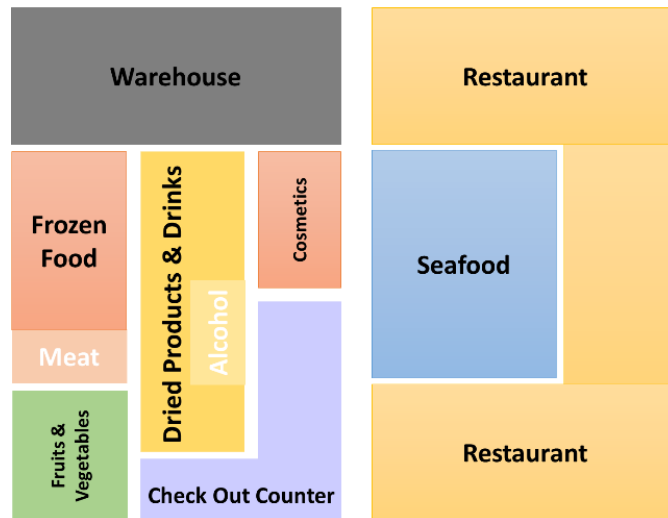 Warehouse
Restaurant
Frozen
Food
Dried Products & Drinks
Cosmetics
Seafood
Alcohol
Meat
Fruits &
Vegetables
Check Out Counter
Restaurant